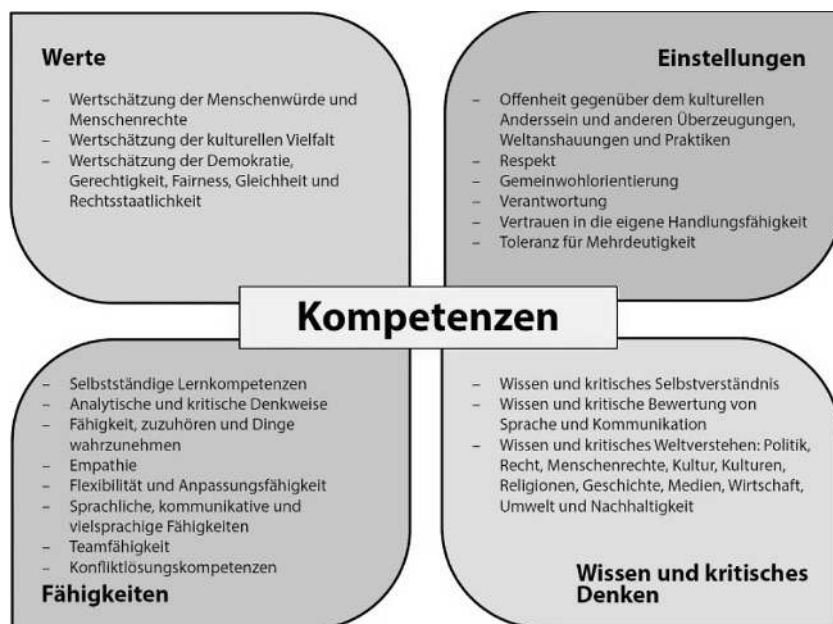 Werte
– Wertschätzung der Menschenwürde und
Menschenrechte
– Wertschätzung der kulturellen Vielfalt
– Wertschätzung der Demokratie,
Gerechtigkeit, Fairness, Gleichheit und
Rechtsstaatlichkeit
Einstellungen
– Offenheit gegenüber dem kulturellen
Anderssein und anderen Überzeugungen,
Weltanshauungen und Praktiken
– Respekt
– Gemeinwohlorientierung
– Verantwortung
– Vertrauen in die eigene Handlungsfähigkeit
– Toleranz für Mehrdeutigkeit
Kompetenzen
– Selbstständige Lernkompetenzen
– Analytische und kritische Denkweise
– Fähigkeit, zuzuhören und Dinge
wahrzunehmen
– Empathie
– Flexibilität und Anpassungsfähigkeit
– Sprachliche, kommunikative und
vielsprachige Fähigkeiten
– Teamfähigkeit
– Konfliktlösungskompetenzen
Fähigkeiten
– Wissen und kritisches Selbstverständnis
– Wissen und kritische Bewertung von
Sprache und Kommunikation
– Wissen und kritisches Weltverstehen: Politik,
Recht, Menschenrechte, Kultur, Kulturen,
Religionen, Geschichte, Medien, Wirtschaft,
Umwelt und Nachhaltigkeit
Wissen und kritisches
Denken